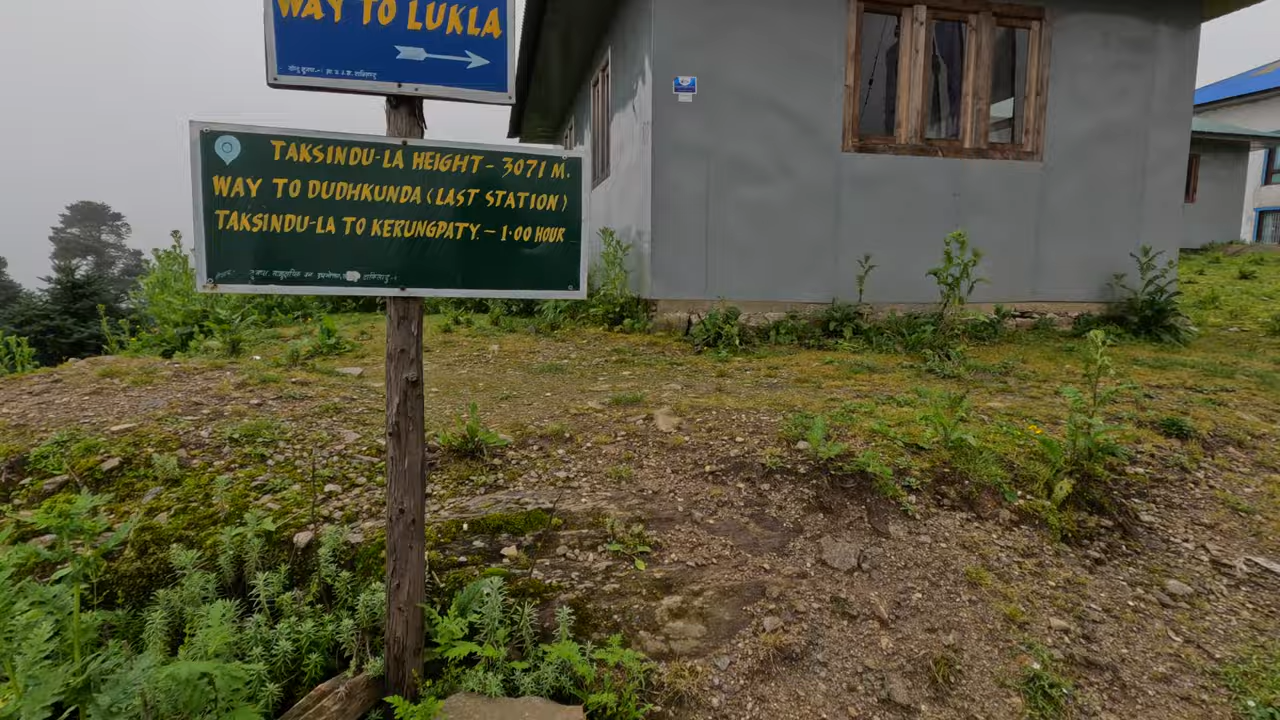 WAY TO LUKLA
TAKSINDU-LA HEIGHT - 3071 M.
WAY TO DUDHKUNDA (LAST STATION)
TAKSINDU-LA TO KERUNGPATY. - 1.00 HOUR